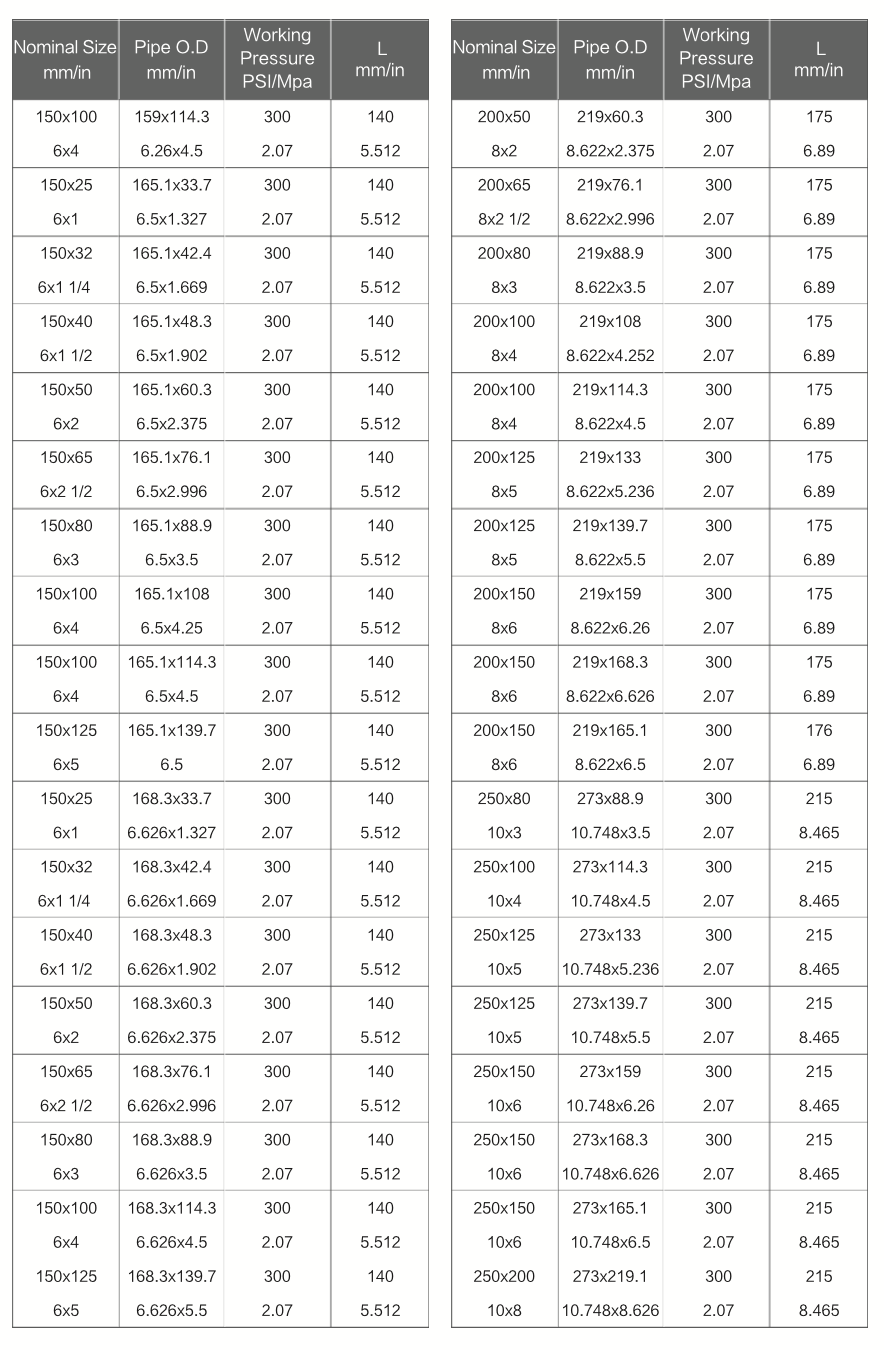 Nominal Size mm/in Pipe O.D mm/in Working Pressure PSI/Mpa L mm/in
150x100 159x114.3 300 140
6x4 6.26x4.5 2.07 5.512
150x25 165.1x33.7 300 140
6x1 6.5x1.327 2.07 5.512
150x32 165.1x42.4 300 140
6x1 1/4 6.5x1.669 2.07 5.512
150x40 165.1x48.3 300 140
6x1 1/2 6.5x1.902 2.07 5.512
150x50 165.1x60.3 300 140
6x2 6.5x2.375 2.07 5.512
150x65 165.1x76.1 300 140
6x2 1/2 6.5x2.996 2.07 5.512
150x80 165.1x88.9 300 140
6x3 6.5x3.5 2.07 5.512
150x100 165.1x108 300 140
6x4 6.5x4.25 2.07 5.512
150x100 165.1x114.3 300 140
6x4 6.5x4.5 2.07 5.512
150x125 165.1x139.7 300 140
6x5 6.5 2.07 5.512
150x25 168.3x33.7 300 140
6x1 6.626x1.327 2.07 5.512
150x32 168.3x42.4 300 140
6x1 1/4 6.626x1.669 2.07 5.512
150x40 168.3x48.3 300 140
6x1 1/2 6.626x1.902 2.07 5.512
150x50 168.3x60.3 300 140
6x2 6.626x2.375 2.07 5.512
150x65 168.3x76.1 300 140
6x2 1/2 6.626x2.996 2.07 5.512
150x80 168.3x88.9 300 140
6x3 6.626x3.5 2.07 5.512
150x100 168.3x114.3 300 140
6x4 6.626x4.5 2.07 5.512
150x125 168.3x139.7 300 140
6x5 6.626x5.5 2.07 5.512
Nominal Size mm/in Pipe O.D mm/in Working Pressure PSI/Mpa L mm/in
200x50 219x60.3 300 175
8x2 8.622x2.375 2.07 6.89
200x65 219x76.1 300 175
8x2 1/2 8.622x2.996 2.07 6.89
200x80 219x88.9 300 175
8x3 8.622x3.5 2.07 6.89
200x100 219x108 300 175
8x4 8.622x4.252 2.07 6.89
200x100 219x114.3 300 175
8x4 8.622x4.5 2.07 6.89
200x125 219x133 300 175
8x5 8.622x5.236 2.07 6.89
200x125 219x139.7 300 175
8x5 8.622x5.5 2.07 6.89
200x150 219x159 300 175
8x6 8.622x6.26 2.07 6.89
200x150 219x168.3 300 175
8x6 8.622x6.626 2.07 6.89
200x150 219x165.1 300 176
8x6 8.622x6.5 2.07 6.89
250x80 273x88.9 300 215
10x3 10.748x3.5 2.07 8.465
250x100 273x114.3 300 215
10x4 10.748x4.5 2.07 8.465
250x125 273x133 300 215
10x5 10.748x5.236 2.07 8.465
250x125 273x139.7 300 215
10x5 10.748x5.5 2.07 8.465
250x150 273x159 300 215
10x6 10.748x6.26 2.07 8.465
250x150 273x168.3 300 215
10x6 10.748x6.626 2.07 8.465
250x150 273x165.1 300 215
10x6 10.748x6.5 2.07 8.465
250x200 273x219.1 300 215
10x8 10.748x8.626 2.07 8.465